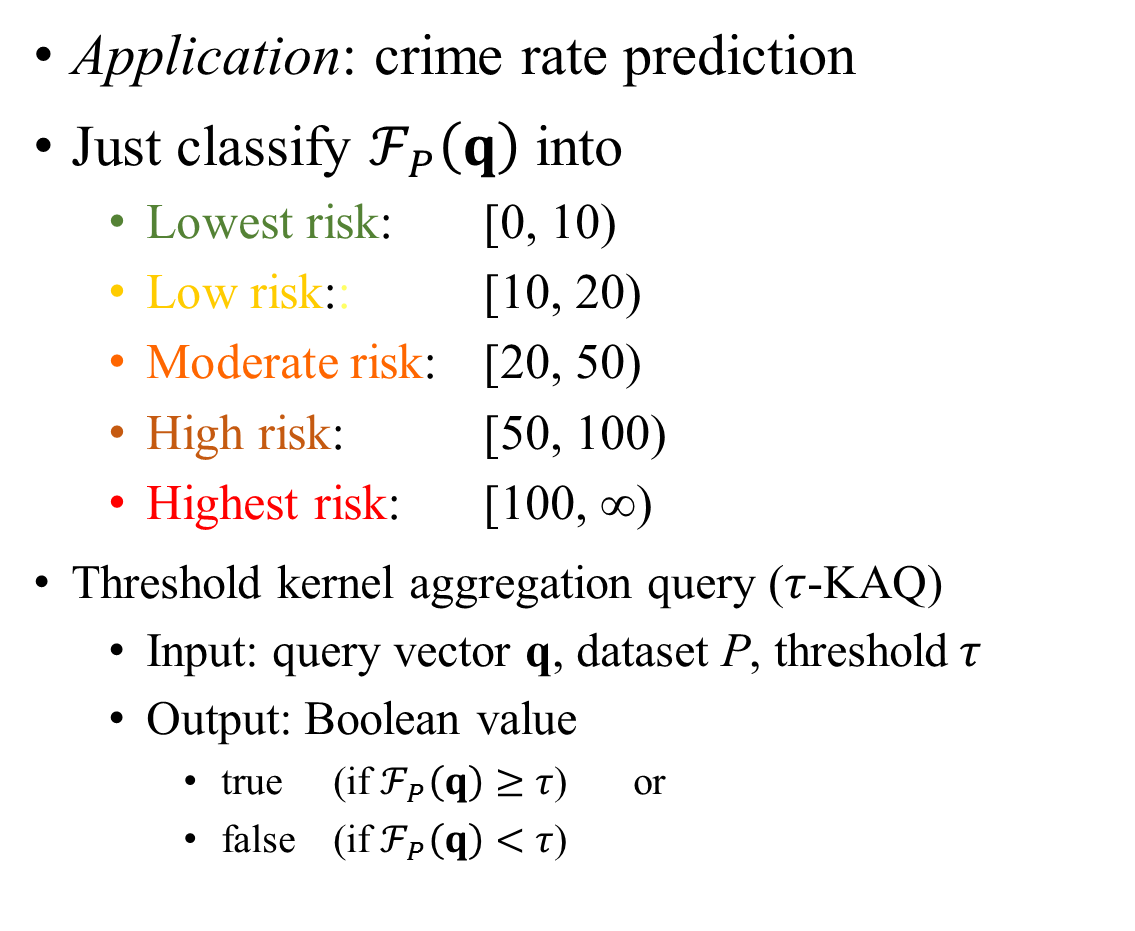 • Application: crime rate prediction
• Just classify ℱ_P(𝐪) into
• Lowest risk: [0, 10)
• Low risk:: [10, 20)
• Moderate risk: [20, 50)
• High risk: [50, 100)
• Highest risk: [100, ∞)
• Threshold kernel aggregation query (τ-KAQ)
• Input: query vector 𝐪, dataset P, threshold τ
• Output: Boolean value
• true (if ℱ_P(𝐪) ≥ τ) or
• false (if ℱ_P(𝐪) < τ)